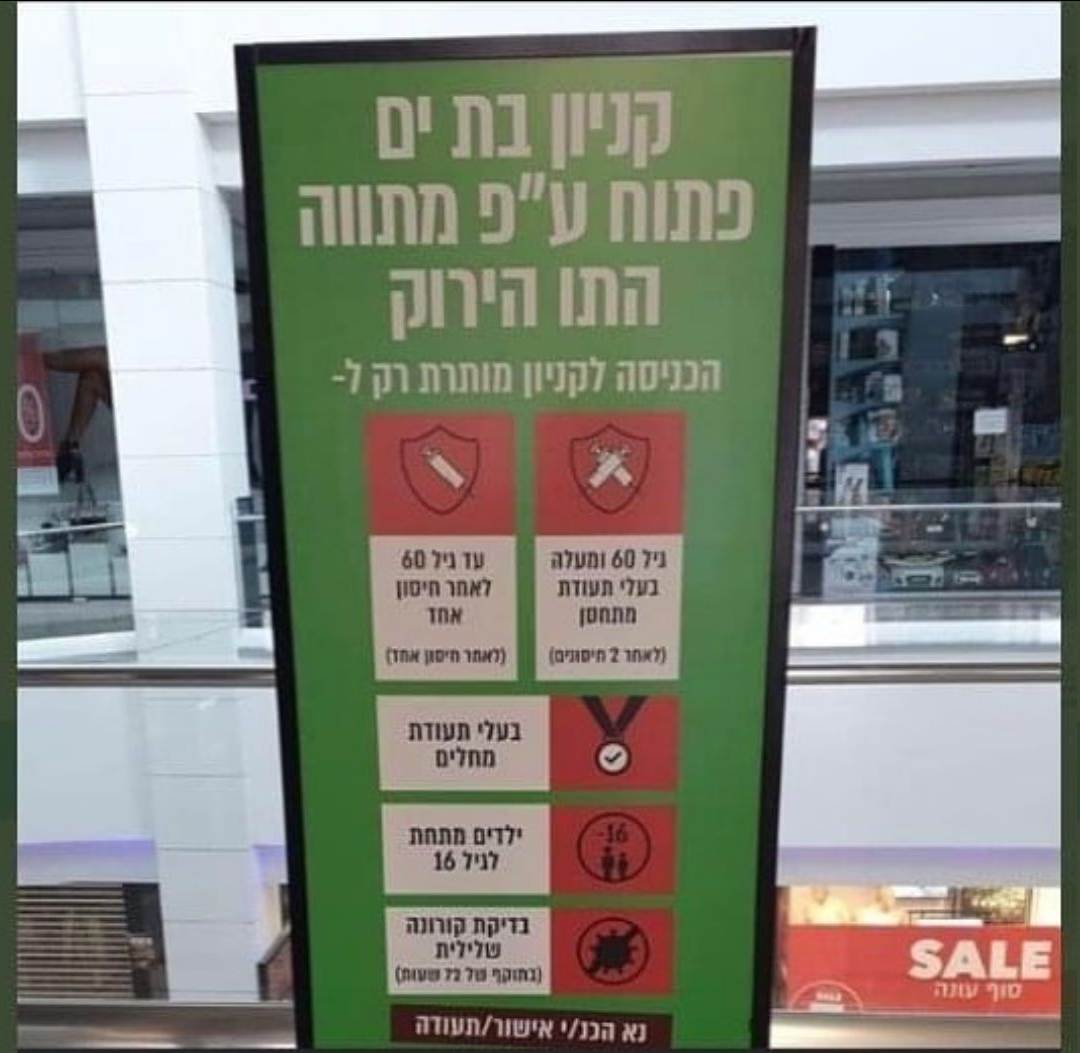 קניון בת ים
פתוח ע"פ מתווה
התו הירוק
הכניסה לקניון מותרת רק ל-
גיל 60 ומעלה
בעלי תעודת
מתחסן
(לאחר 2 חיסונים)
עד גיל 60
לאחר חיסון
אחד
(לאחר חיסון אחד)
בעלי תעודת
מחלים
ילדים מתחת
לגיל 16
-16
בדיקת קורונה
שלילית
(בתוקף של 72 שעות)
נא הכנ/י אישור/תעודה
SALE
סוף עונה
SALE